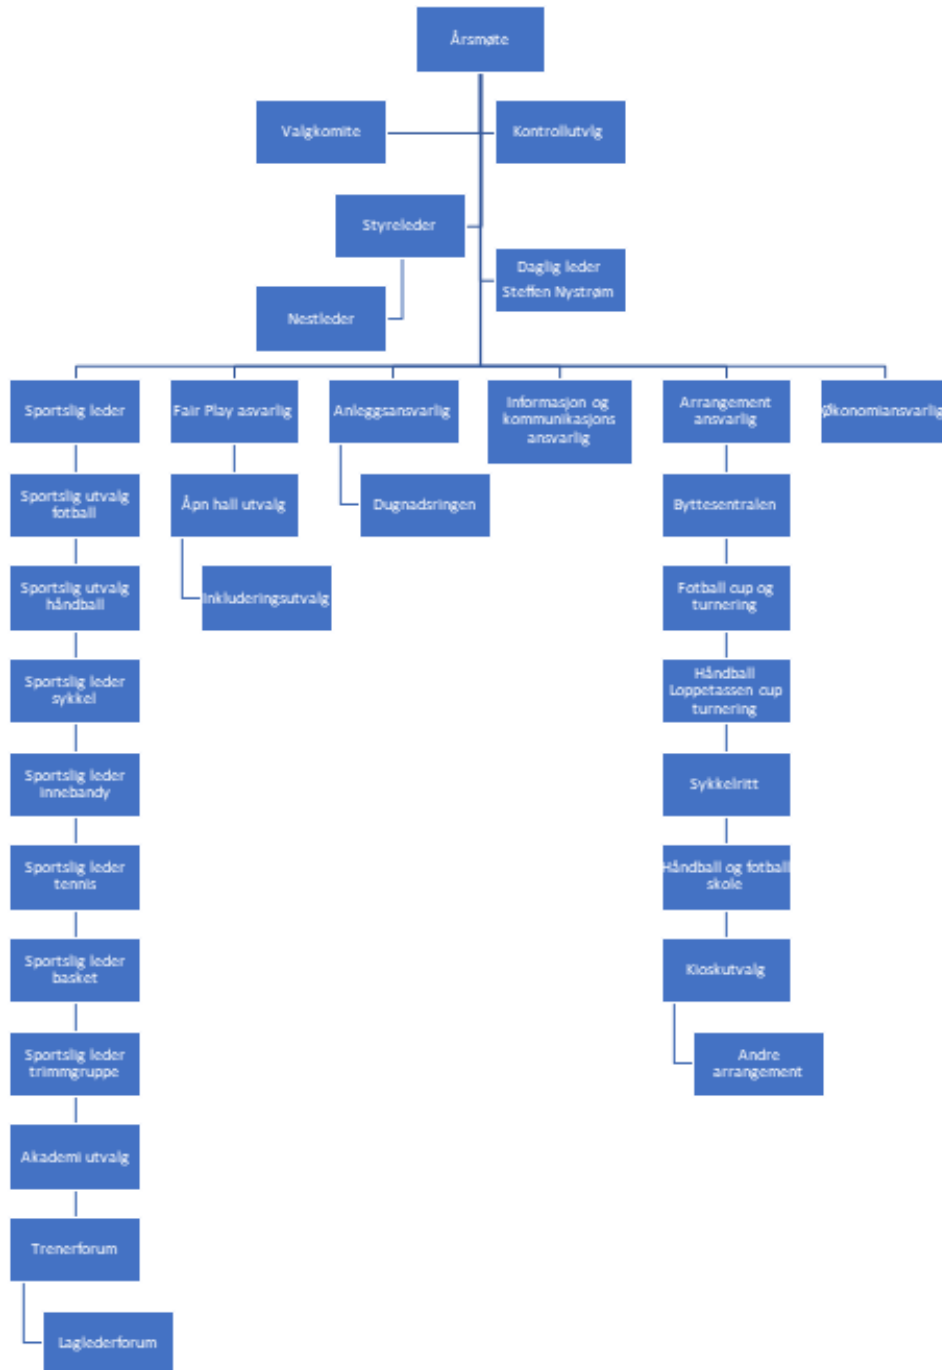 Årsmøte
Valgkomite
Kontrollutvlg
Styreleder
Daglig leder
Steffen Nystrøm
Nestleder
Sportslig leder
Fair Play asvarlig
Anleggsansvarlig
Informasjon og
kommunikasjons
ansvarlig
Arrangement
ansvarlig
Økonomiansvarlig
Sportslig utvalg
fotball
Åpn hall utvalg
Dugnadsringen
Byttesentralen
Sportslig utvalg
håndball
Inkluderingsutvalg
Fotball cup og
turnering
Sportslig leder
sykkel
Håndball
Loppetassen cup
turnering
Sportslig leder
innebandy
Sykkelritt
Sportslig leder
tennis
Håndball og fotball
skole
Sportslig leder
basket
Kioskutvalg
Sportslig leder
trimmgruppe
Andre
arrangement
Akademi utvalg
Trenerforum
Laglederforum